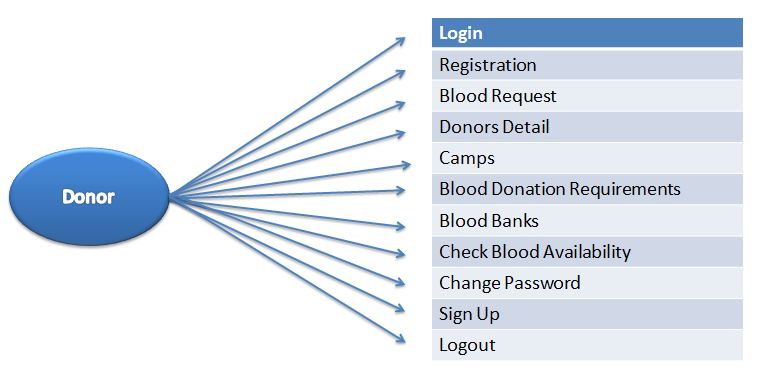 Donor
Login
Registration
Blood Request
Donors Detail
Camps
Blood Donation Requirements
Blood Banks
Check Blood Availability
Change Password
Sign Up
Logout